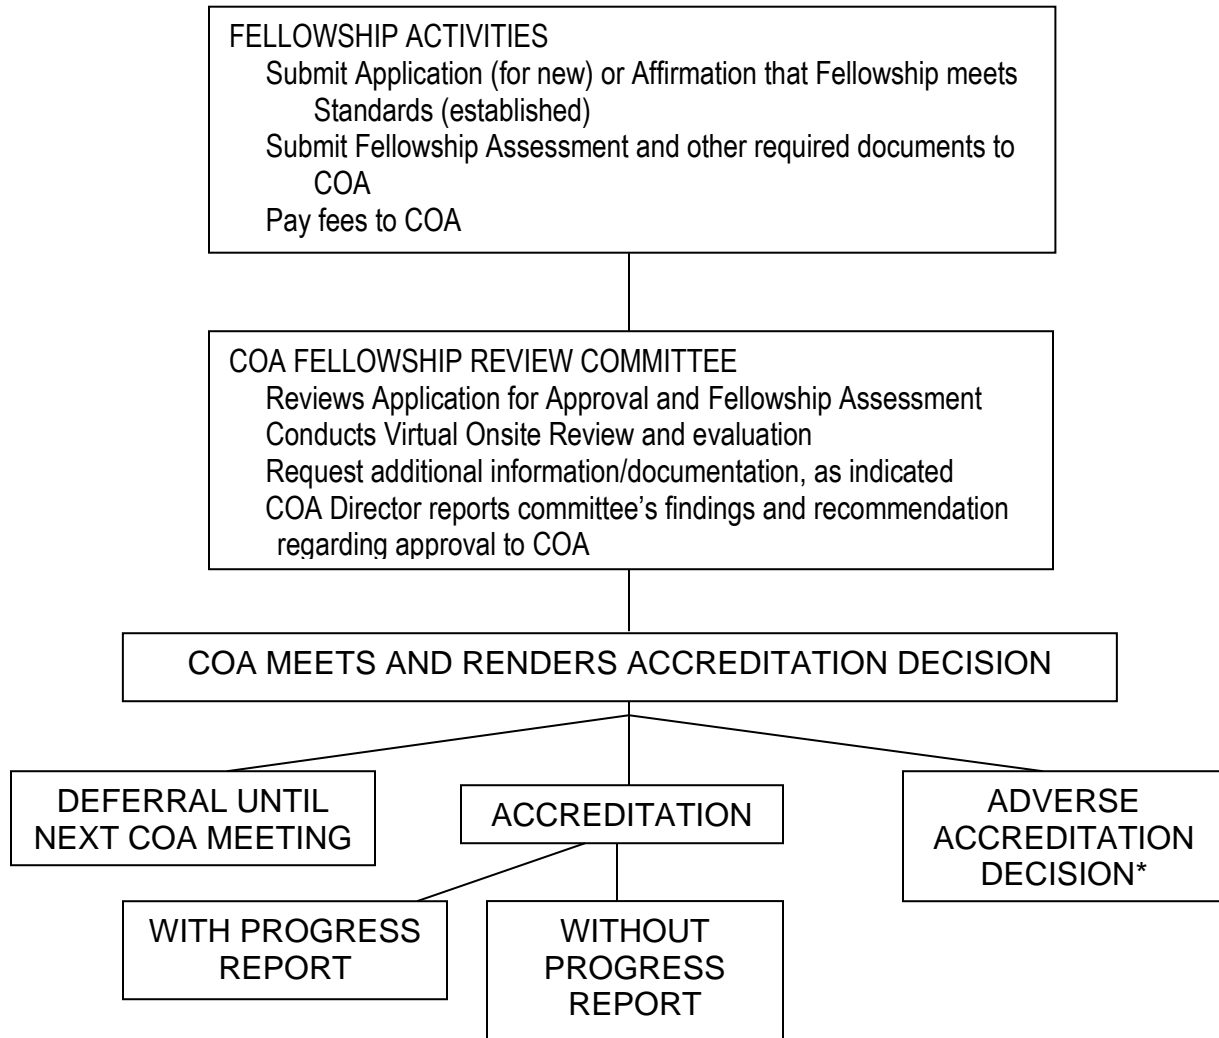 FELLOWSHIP ACTIVITIES
Submit Application (for new) or Affirmation that Fellowship meets
Standards (established)
Submit Fellowship Assessment and other required documents to
COA
Pay fees to COA
COA FELLOWSHIP REVIEW COMMITTEE
Reviews Application for Approval and Fellowship Assessment
Conducts Virtual Onsite Review and evaluation
Request additional information/documentation, as indicated
COA Director reports committee’s findings and recommendation
regarding approval to COA
COA MEETS AND RENDERS ACCREDITATION DECISION
DEFERRAL UNTIL
NEXT COA MEETING
ACCREDITATION
ADVERSE
ACCREDITATION
DECISION*
WITH PROGRESS
REPORT
WITHOUT
PROGRESS
REPORT